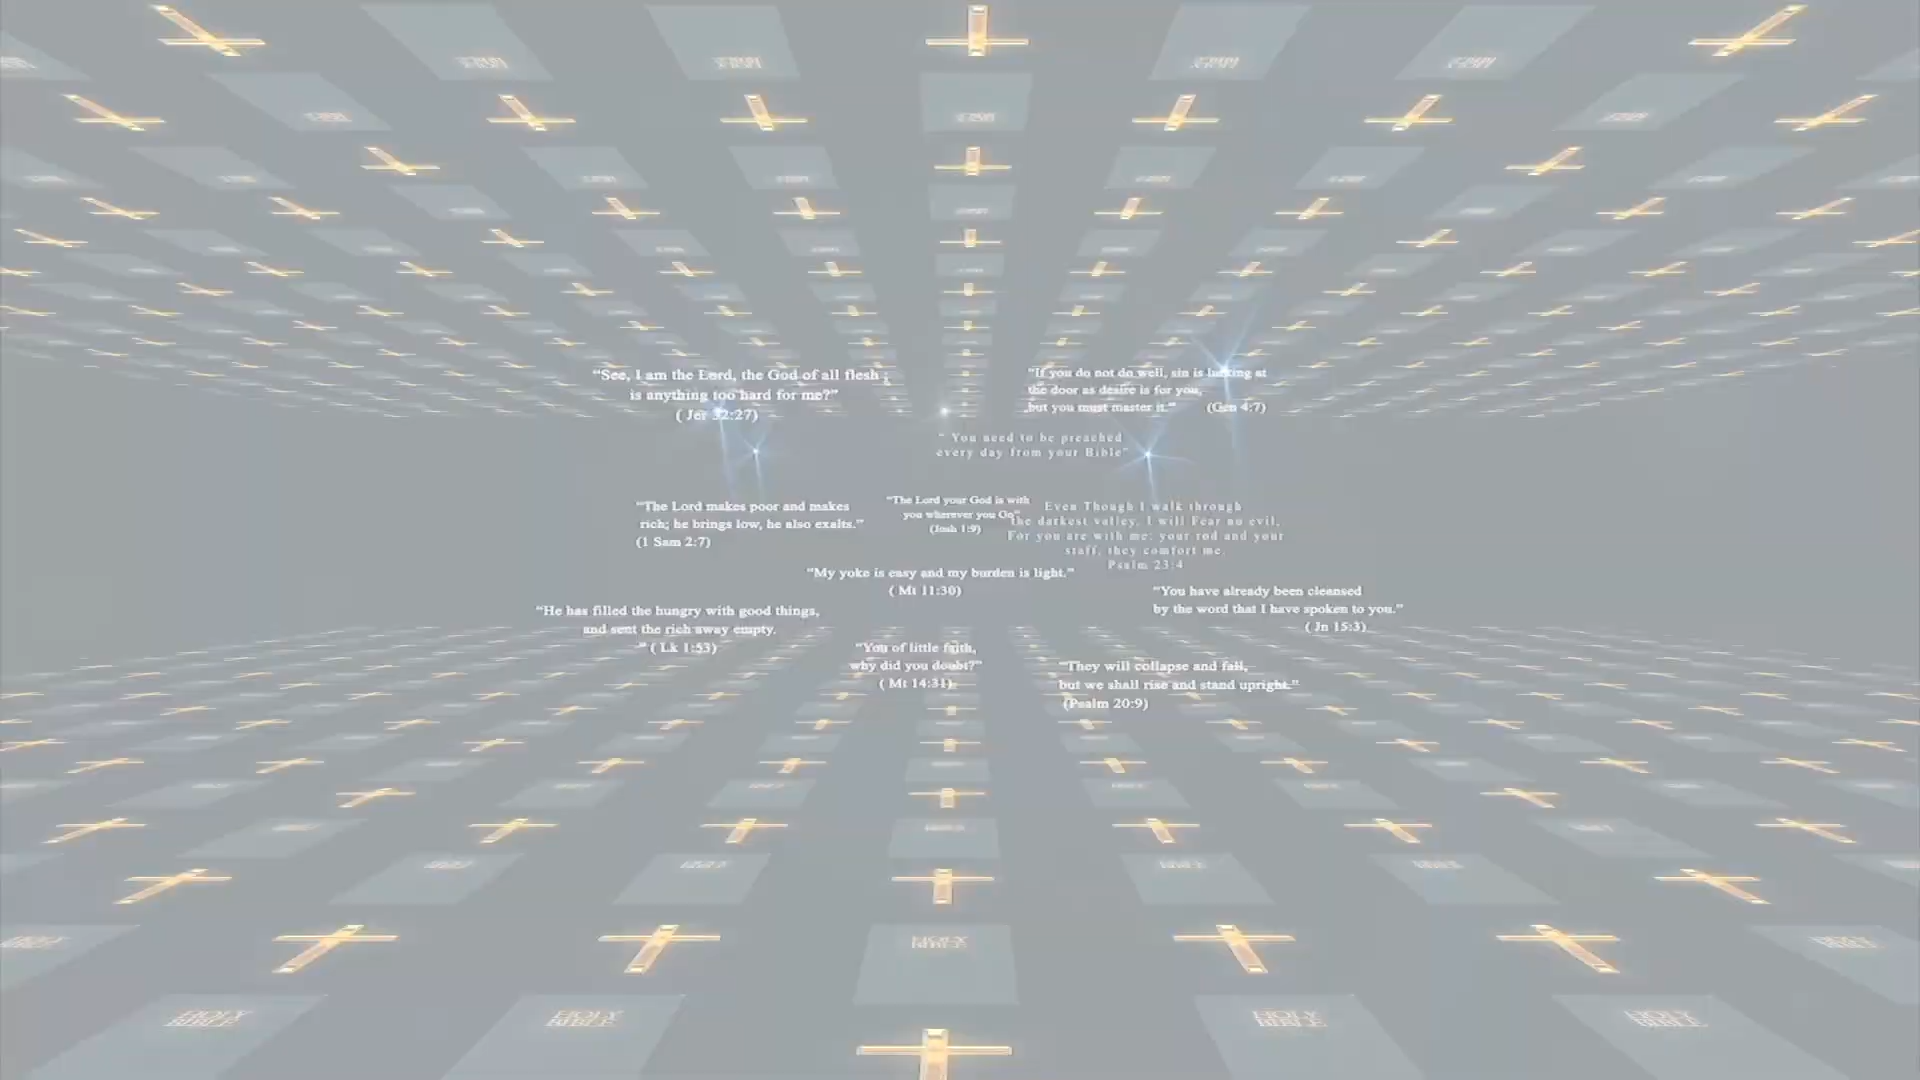 “See, I am the Lord, the God of all flesh ;
is anything too hard for me?”
( Jer 32:27)
“If you do not do well, sin is lurking at
the door as desire is for you,
but you must master it.” (Gen 4:7)
“ You need to be preached
every day from your Bible”
“The Lord makes poor and makes
rich; he brings low, he also exalts.”
(1 Sam 2:7)
“The Lord your God is with
you wherever you Go”
(Josh 1:9)
Even Though I walk through
the darkest valley, I will Fear no evil,
For you are with me; your rod and your
staff, they comfort me.
Psalm 23:4
“My yoke is easy and my burden is light.”
( Mt 11:30)
“You have already been cleansed
by the word that I have spoken to you.”
( Jn 15:3)
“He has filled the hungry with good things,
and sent the rich away empty.
” ( Lk 1:53)
“You of little faith,
why did you doubt?”
( Mt 14:31)
“They will collapse and fall,
but we shall rise and stand upright.”
(Psalm 20:9)
HOLY
BIBLE
HOLY
BIBLE
HOLY
BIBLE
HOLY
BIBLE
HOLY
BIBLE